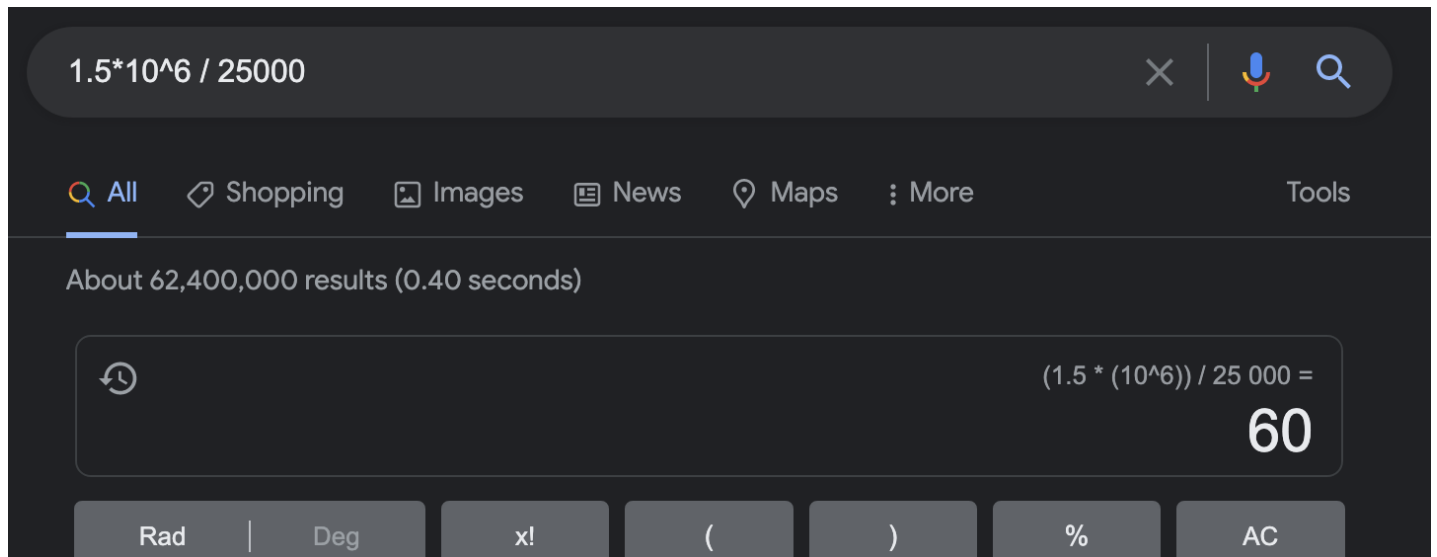 1.5*10^6 / 25000
All Shopping Images News Maps More Tools
About 62,400,000 results (0.40 seconds)
(1.5 * (10^6)) / 25 000 =
60
Rad | Deg x! ( ) % AC